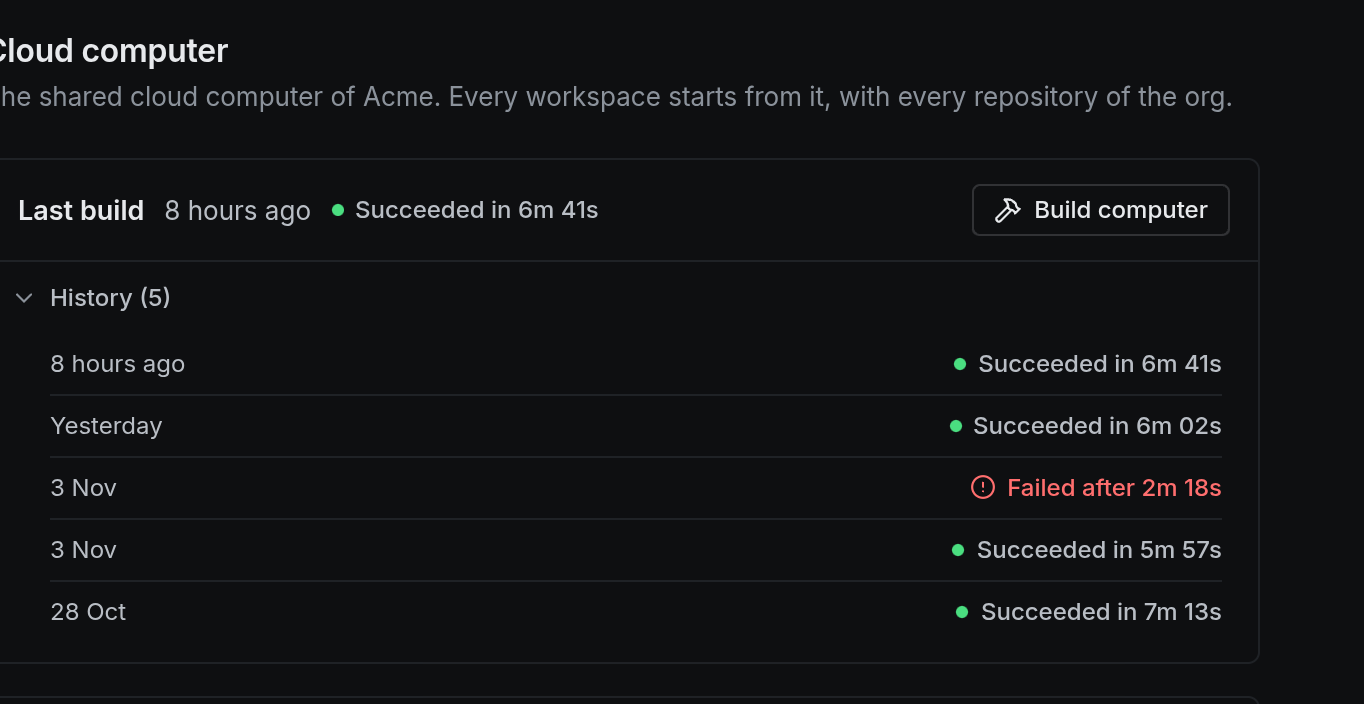 Cloud computer
he shared cloud computer of Acme. Every workspace starts from it, with every repository of the org.
Last build 8 hours ago Succeeded in 6m 41s Build computer
History (5)
8 hours ago Succeeded in 6m 41s
Yesterday Succeeded in 6m 02s
3 Nov Failed after 2m 18s
3 Nov Succeeded in 5m 57s
28 Oct Succeeded in 7m 13s